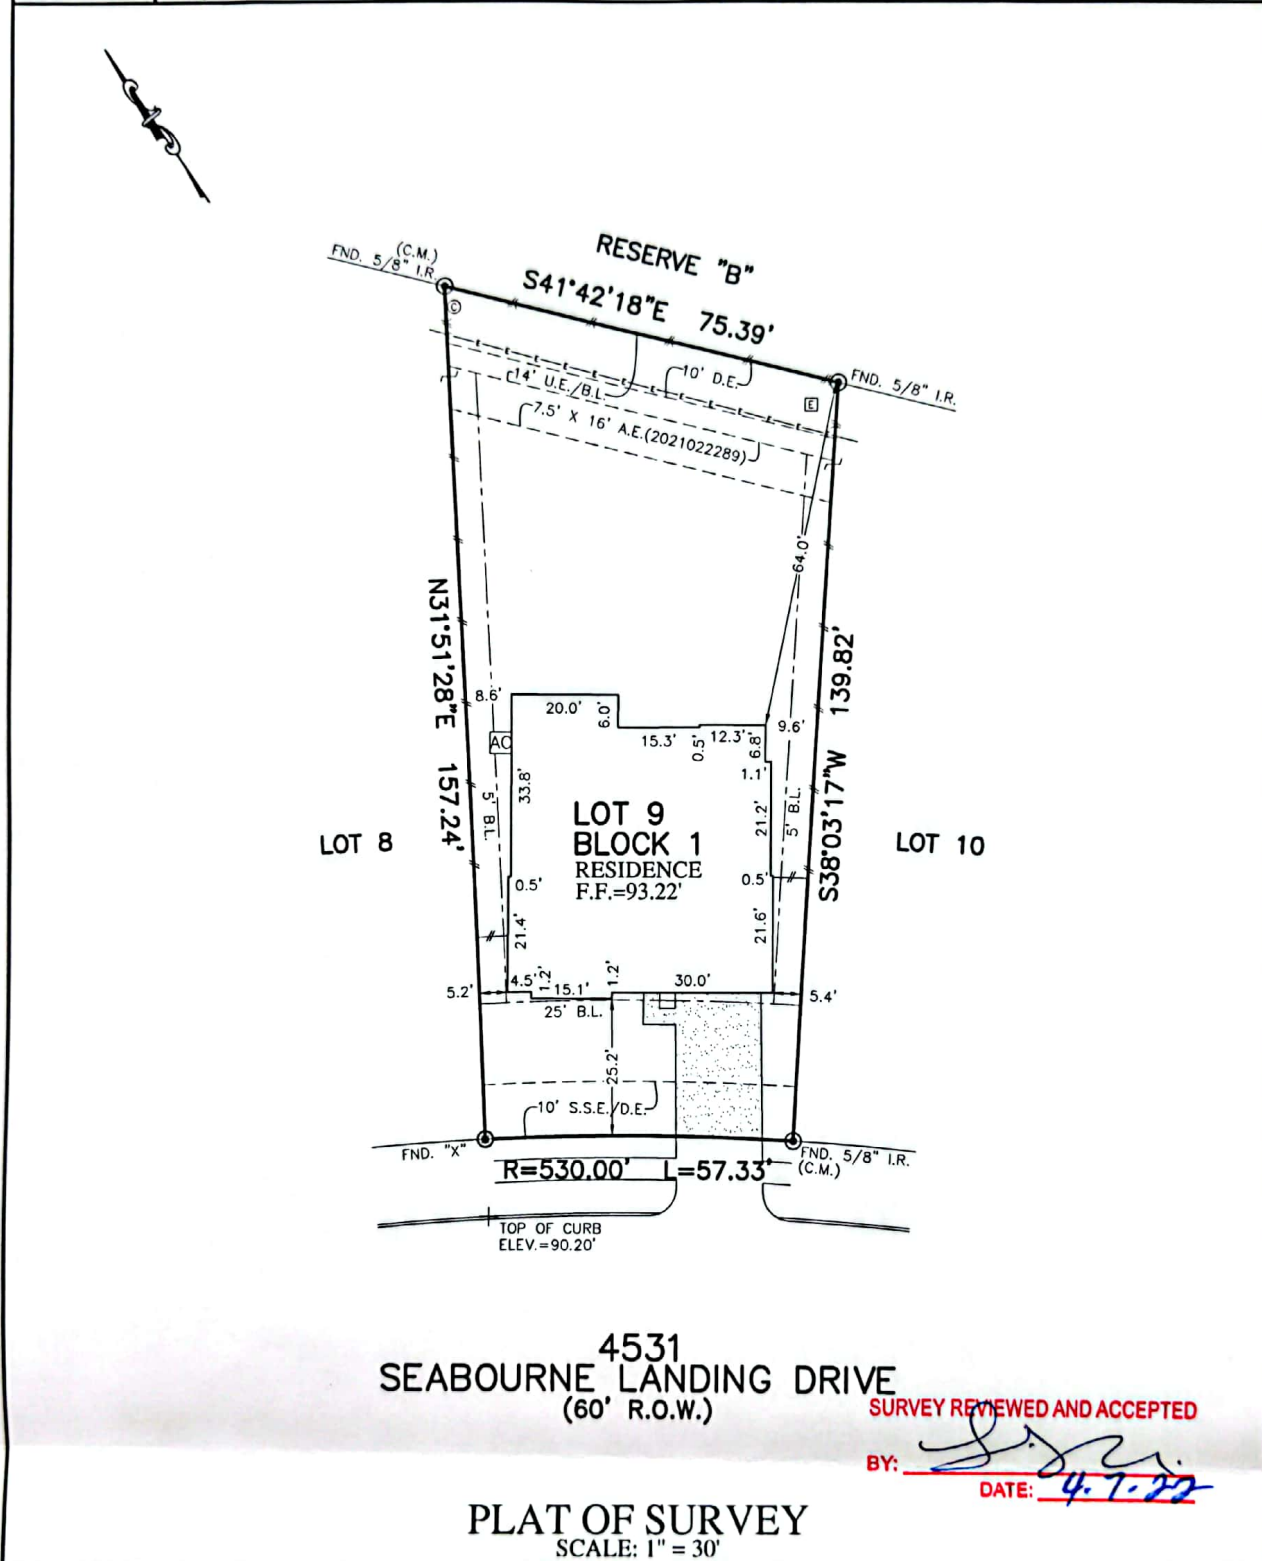 RESERVE "B"
(C.M.)
FND. 5/8" I.R.
S41°42'18"E 75.39'
FND. 5/8" I.R.
C
10' D.E.
14' U.E./B.L.
E
7.5' X 16' A.E.(2021022289)
64.0'
N31°51'28"E 157.24'
S38°03'17"W 139.82'
8.6'
20.0'
6.0'
15.3'
0.5'
12.3'
6.8'
9.6'
AC
1.1'
33.8'
5' B.L.
21.2'
5' B.L.
LOT 8
LOT 9
BLOCK 1
RESIDENCE
F.F.=93.22'
LOT 10
0.5'
0.5'
21.4'
21.6'
5.2'
4.5'
1.2'
15.1'
1.2'
30.0'
5.4'
25' B.L.
25.2'
10' S.S.E./D.E.
FND. "X"
FND. 5/8" I.R.
(C.M.)
R=530.00' L=57.33'
TOP OF CURB
ELEV.=90.20'
4531
SEABOURNE LANDING DRIVE
(60' R.O.W.)
SURVEY REVIEWED AND ACCEPTED
BY:
DATE: 4.7.22
PLAT OF SURVEY
SCALE: 1" = 30'